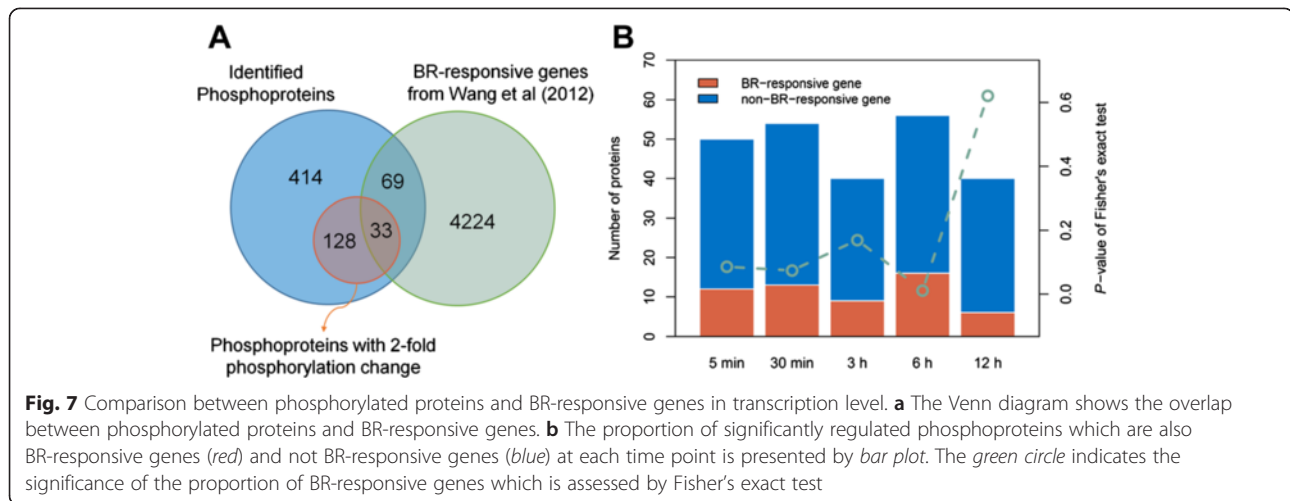 A
Identified
Phosphoproteins
BR-responsive genes
from Wang et al (2012)
414
69
4224
128
33
Phosphoproteins with 2-fold
phosphorylation change
B
70
60
50
40
30
20
10
0
Number of proteins
BR-responsive gene
non-BR-responsive gene
0.6
0.4
0.2
0.0
P-value of Fisher's exact test
5 min
30 min
3 h
6 h
12 h
Fig. 7 Comparison between phosphorylated proteins and BR-responsive genes in transcription level. a The Venn diagram shows the overlap
between phosphorylated proteins and BR-responsive genes. b The proportion of significantly regulated phosphoproteins which are also
BR-responsive genes (red) and not BR-responsive genes (blue) at each time point is presented by bar plot. The green circle indicates the
significance of the proportion of BR-responsive genes which is assessed by Fisher's exact test